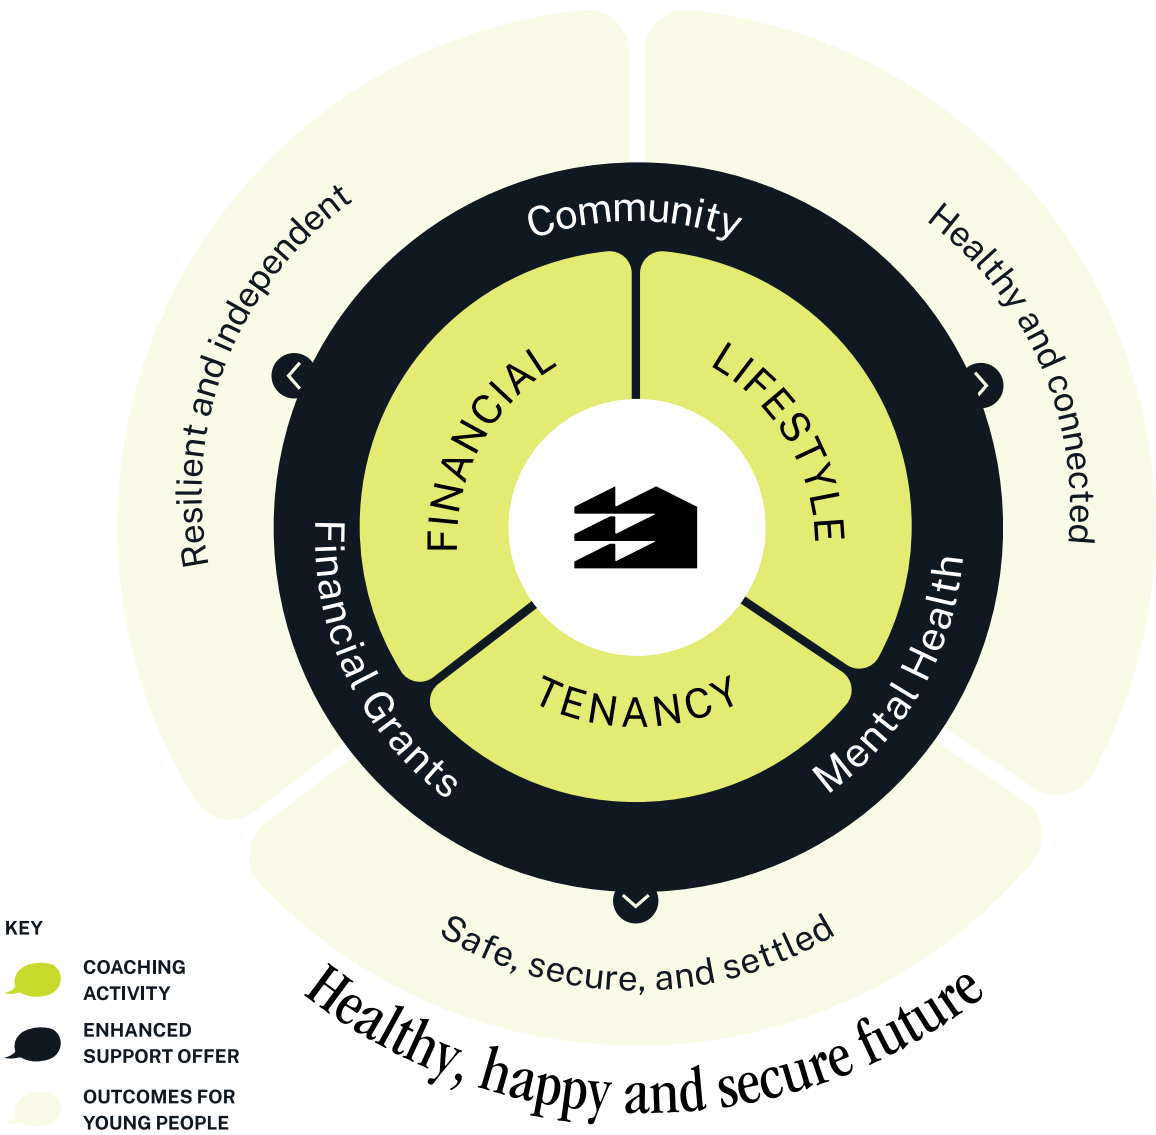 Resilient and independent
Healthy and connected
Community
FINANCIAL
LIFESTYLE
TENANCY
Financial Grants
Mental Health
Safe, secure, and settled
Healthy, happy and secure future
KEY
COACHING
ACTIVITY
ENHANCED
SUPPORT OFFER
OUTCOMES FOR
YOUNG PEOPLE